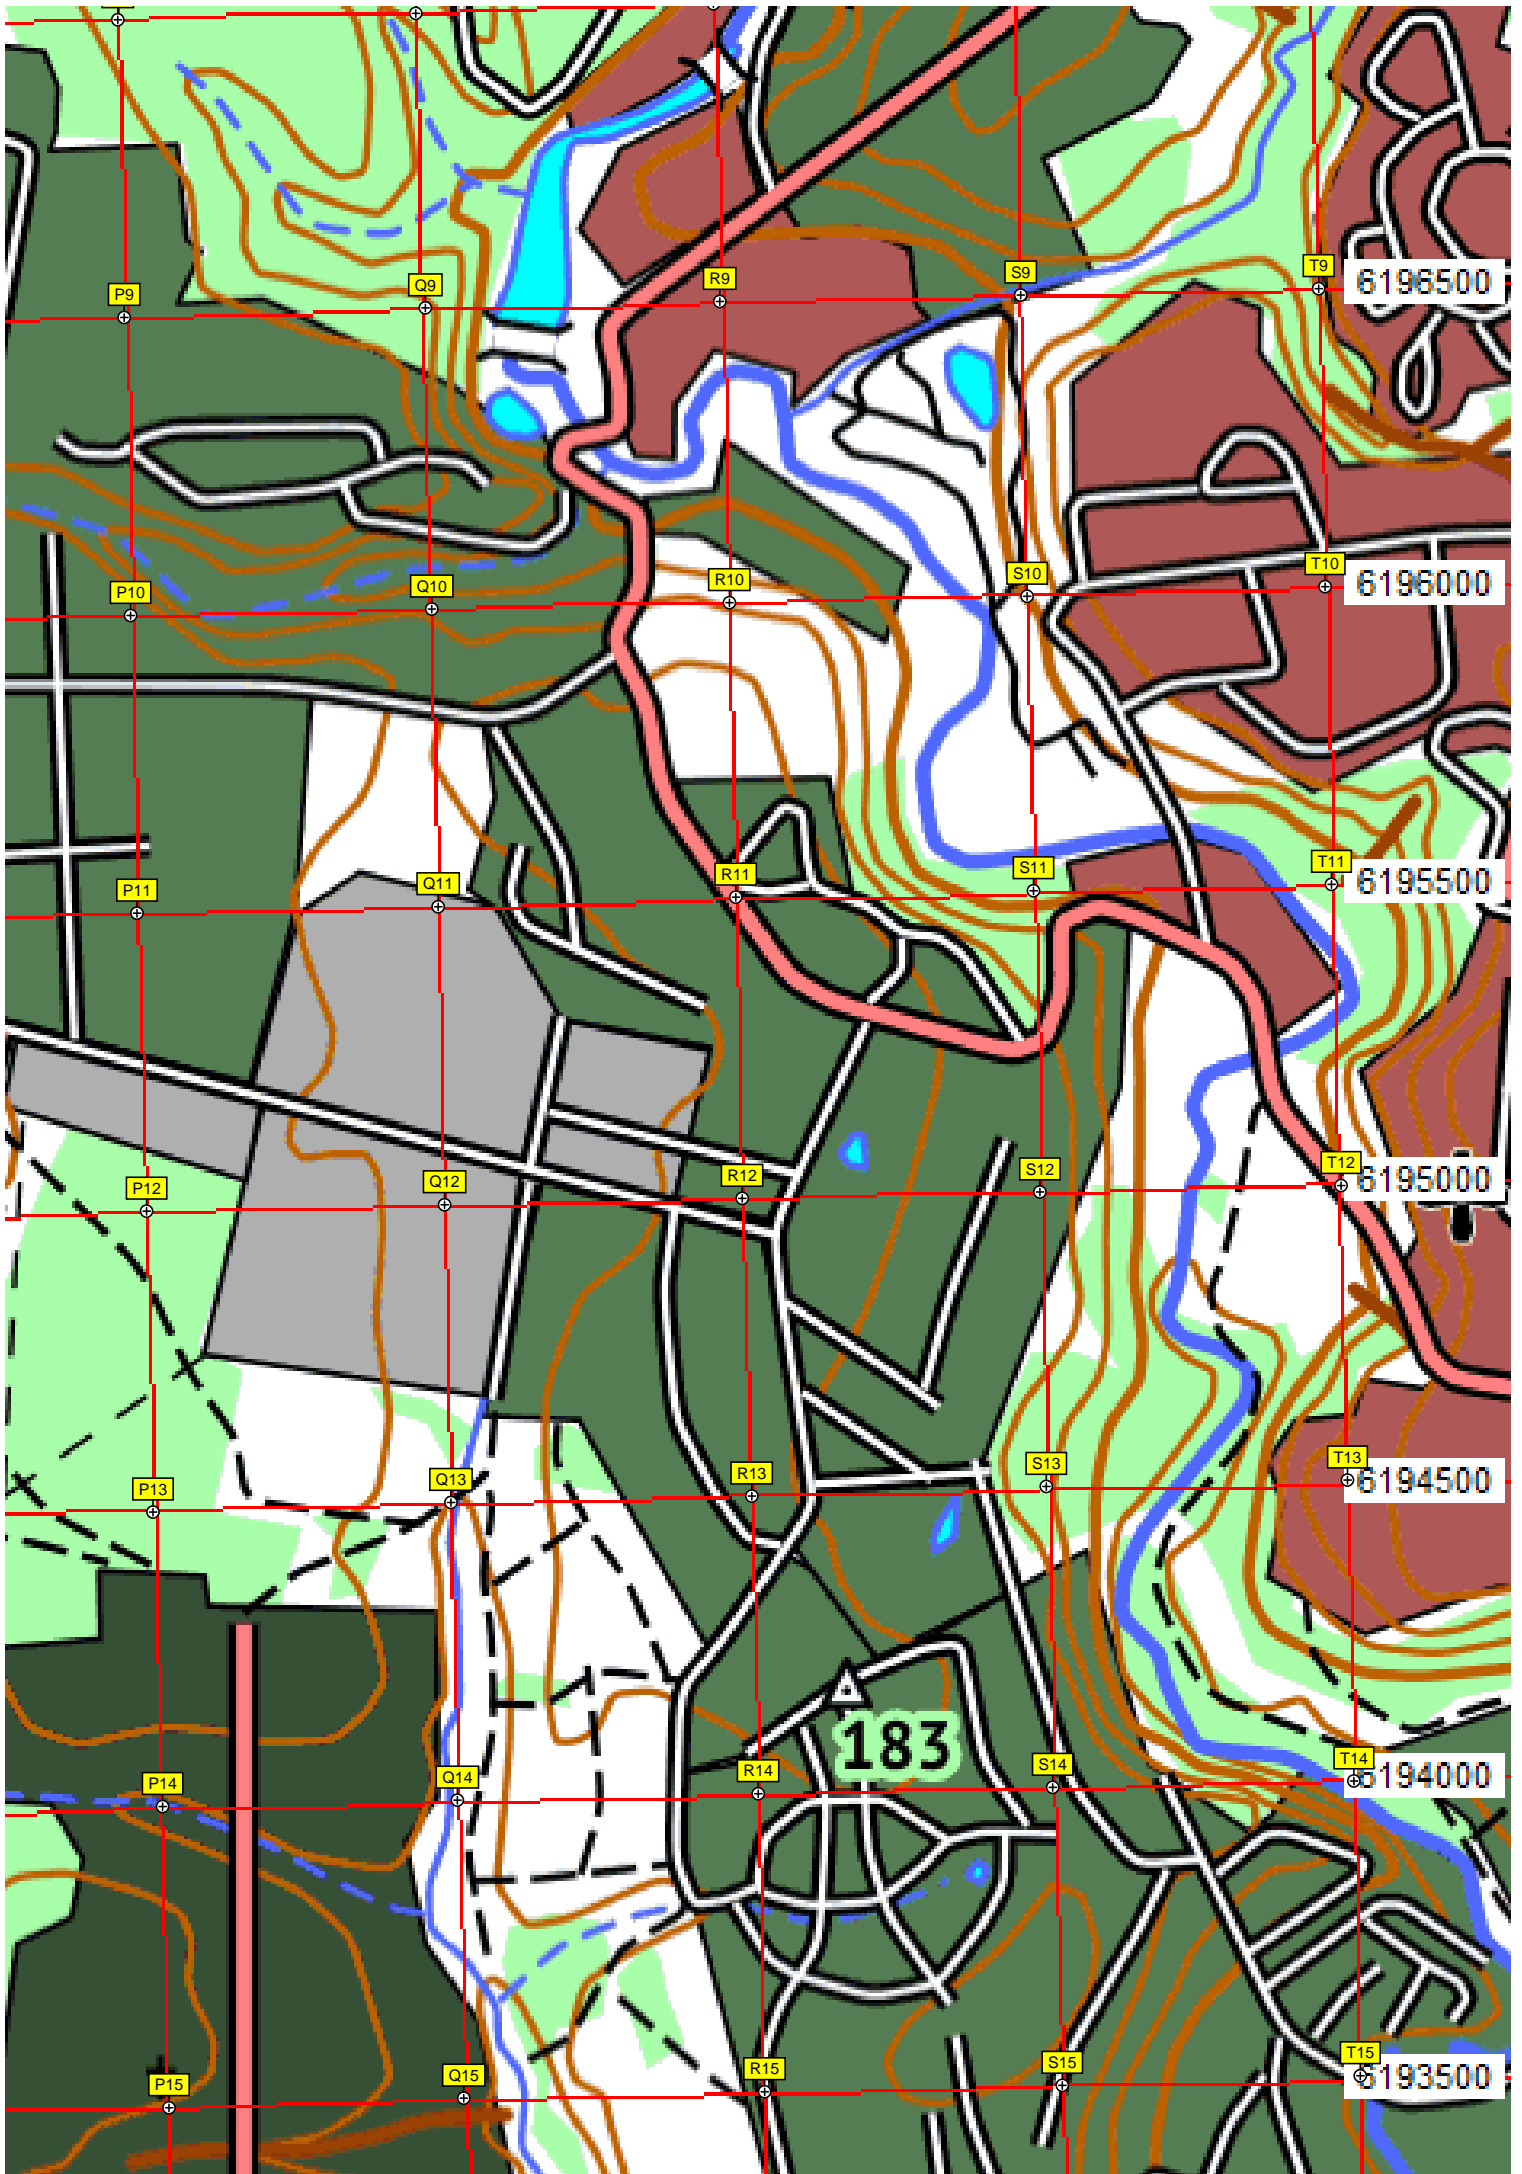 P9 Q9 R9 S9 T9 6196500
P10 Q10 R10 S10 T10 6196000
P11 Q11 R11 S11 T11 6195500
P12 Q12 R12 S12 T12 6195000
P13 Q13 R13 S13 T13 6194500
183
P14 Q14 R14 S14 T14 6194000
P15 Q15 R15 S15 T15 6193500